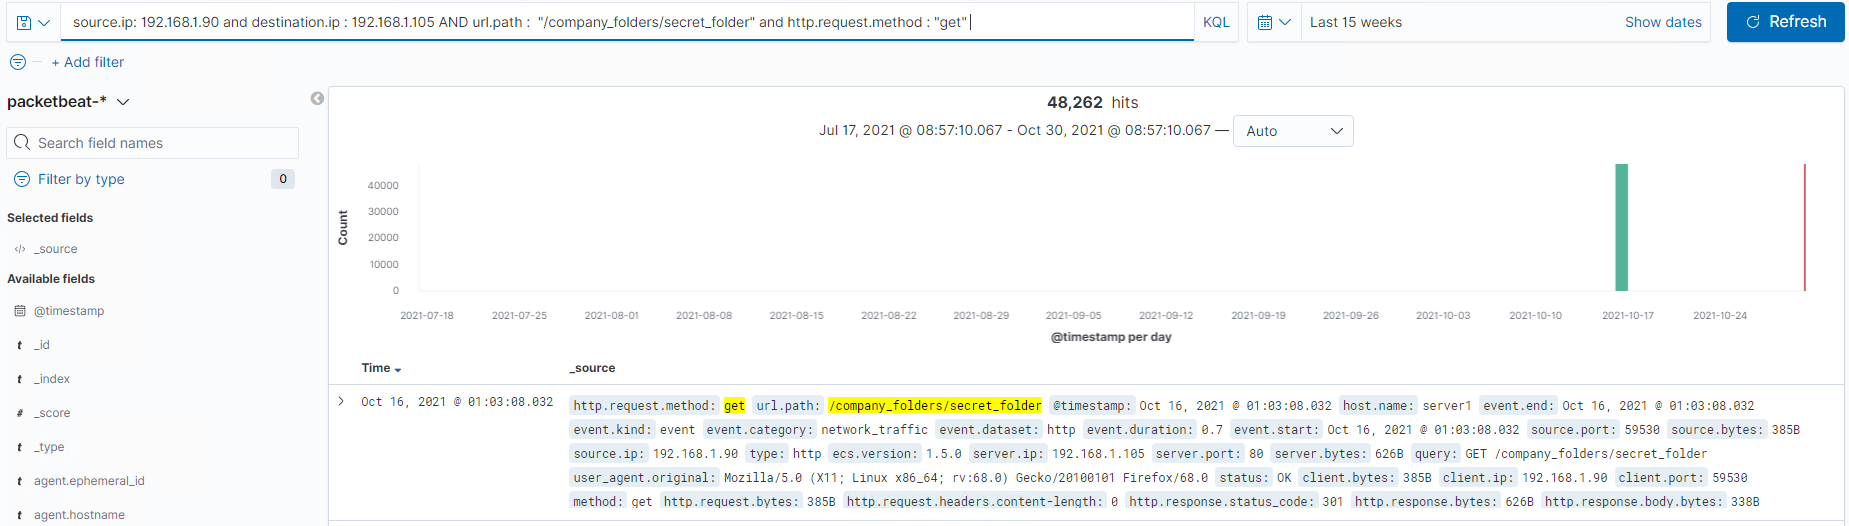 source.ip: 192.168.1.90 and destination.ip : 192.168.1.105 AND url.path : "/company_folders/secret_folder" and http.request.method : "get"
KQL
Last 15 weeks
Show dates
Refresh
+ Add filter
packetbeat-*
Search field names
Filter by type
0
Selected fields
</> _source
Available fields
@timestamp
t _id
t _index
# _score
t _type
t agent.ephemeral_id
t agent.hostname
48,262 hits
Jul 17, 2021 @ 08:57:10.067 - Oct 30, 2021 @ 08:57:10.067 —
Auto
Count
40000
30000
20000
10000
0
2021-07-18 2021-07-25 2021-08-01 2021-08-08 2021-08-15 2021-08-22 2021-08-29 2021-09-05 2021-09-12 2021-09-19 2021-09-26 2021-10-03 2021-10-10 2021-10-17 2021-10-24
@timestamp per day
Time _source
Oct 16, 2021 @ 01:03:08.032
http.request.method: get url.path: /company_folders/secret_folder @timestamp: Oct 16, 2021 @ 01:03:08.032 host.name: server1 event.end: Oct 16, 2021 @ 01:03:08.032
event.kind: event event.category: network_traffic event.dataset: http event.duration: 0.7 event.start: Oct 16, 2021 @ 01:03:08.032 source.port: 59530 source.bytes: 385B
source.ip: 192.168.1.90 type: http ecs.version: 1.5.0 server.ip: 192.168.1.105 server.port: 80 server.bytes: 626B query: GET /company_folders/secret_folder
user_agent.original: Mozilla/5.0 (X11; Linux x86_64; rv:68.0) Gecko/20100101 Firefox/68.0 status: OK client.bytes: 385B client.ip: 192.168.1.90 client.port: 59530
method: get http.request.bytes: 385B http.request.headers.content-length: 0 http.response.status_code: 301 http.response.bytes: 626B http.response.body.bytes: 338B